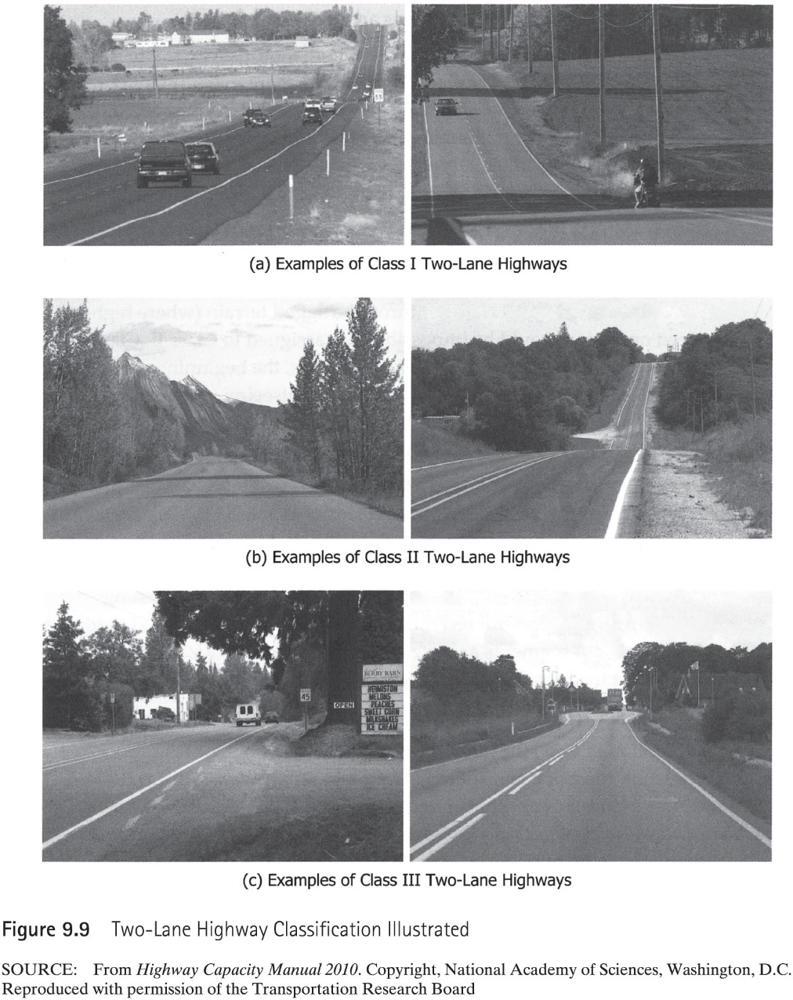 55
(a) Examples of Class I Two-Lane Highways
(b) Examples of Class II Two-Lane Highways
BERRY BARN
HERMISTON
MELONS
PEACHES
SWEET CORN
MILKSHAKES
ICE CREAM
45
OPEN
(c) Examples of Class III Two-Lane Highways
Figure 9.9 Two-Lane Highway Classification Illustrated
SOURCE: From Highway Capacity Manual 2010. Copyright, National Academy of Sciences, Washington, D.C.
Reproduced with permission of the Transportation Research Board